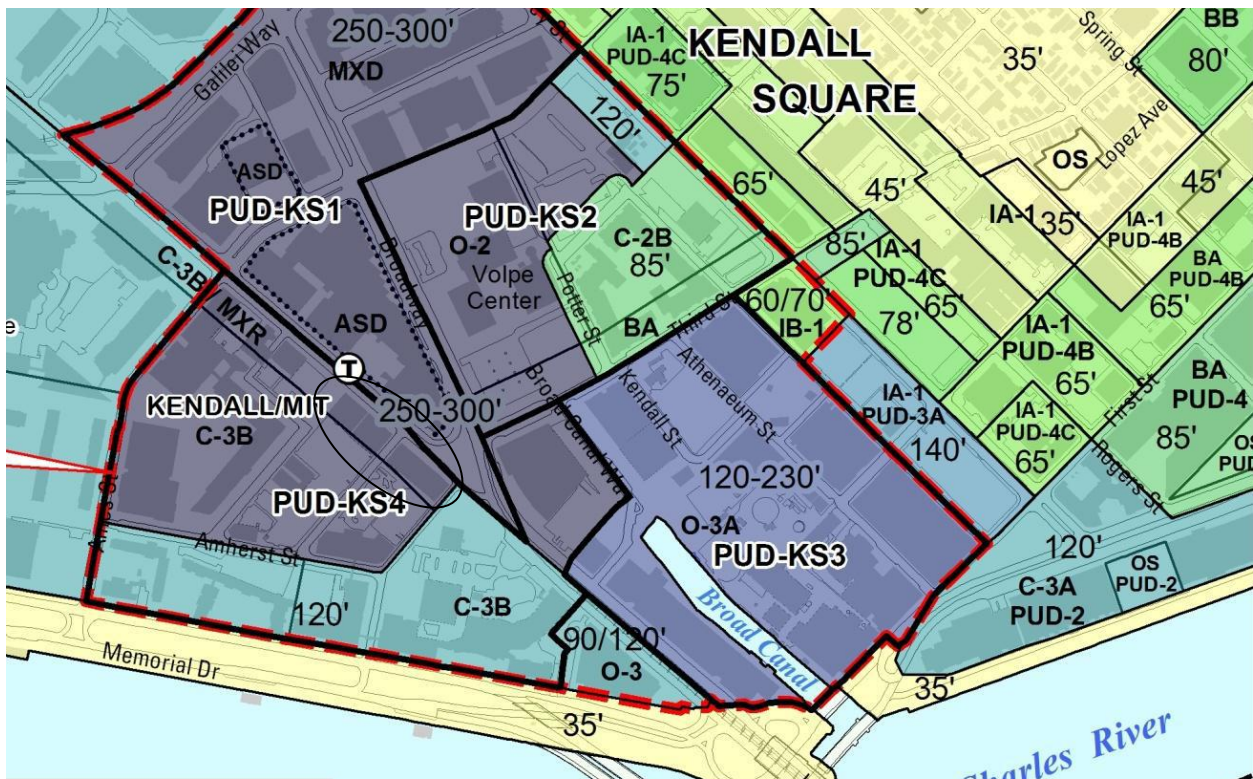 250-300'
MXD
Galilei Way
IA-1
PUD-4C
75'
KENDALL
SQUARE
35'
Spring St
BB
80'
Lopez Ave
OS
120'
ASD
PUD-KS1
PUD-KS2
O-2
Volpe
Center
65'
45'
IA-1
35'
45'
IA-1
PUD-4B
C-2B
85'
85'
IA-1
PUD-4C
65'
78'
BA
PUD-4B
65'
Broadway
Potter St
C-3B / MXR
ASD
60/70'
IB-1
BA
Third St
T
IA-1
PUD-4B
65'
First St
BA
PUD-4
85'
KENDALL/MIT
C-3B
250-300'
Broad Canal Wa
Kendall St
Athenaeum St
IA-1
PUD-3A
140'
IA-1
PUD-4C
65'
Rogers St
120-230'
PUD-KS4
O-3A
PUD-KS3
Amherst St
120'
C-3B
Broad Canal
120'
OS
PUD-2
C-3A
PUD-2
90/120'
O-3
Memorial Dr
35'
35'
Charles River